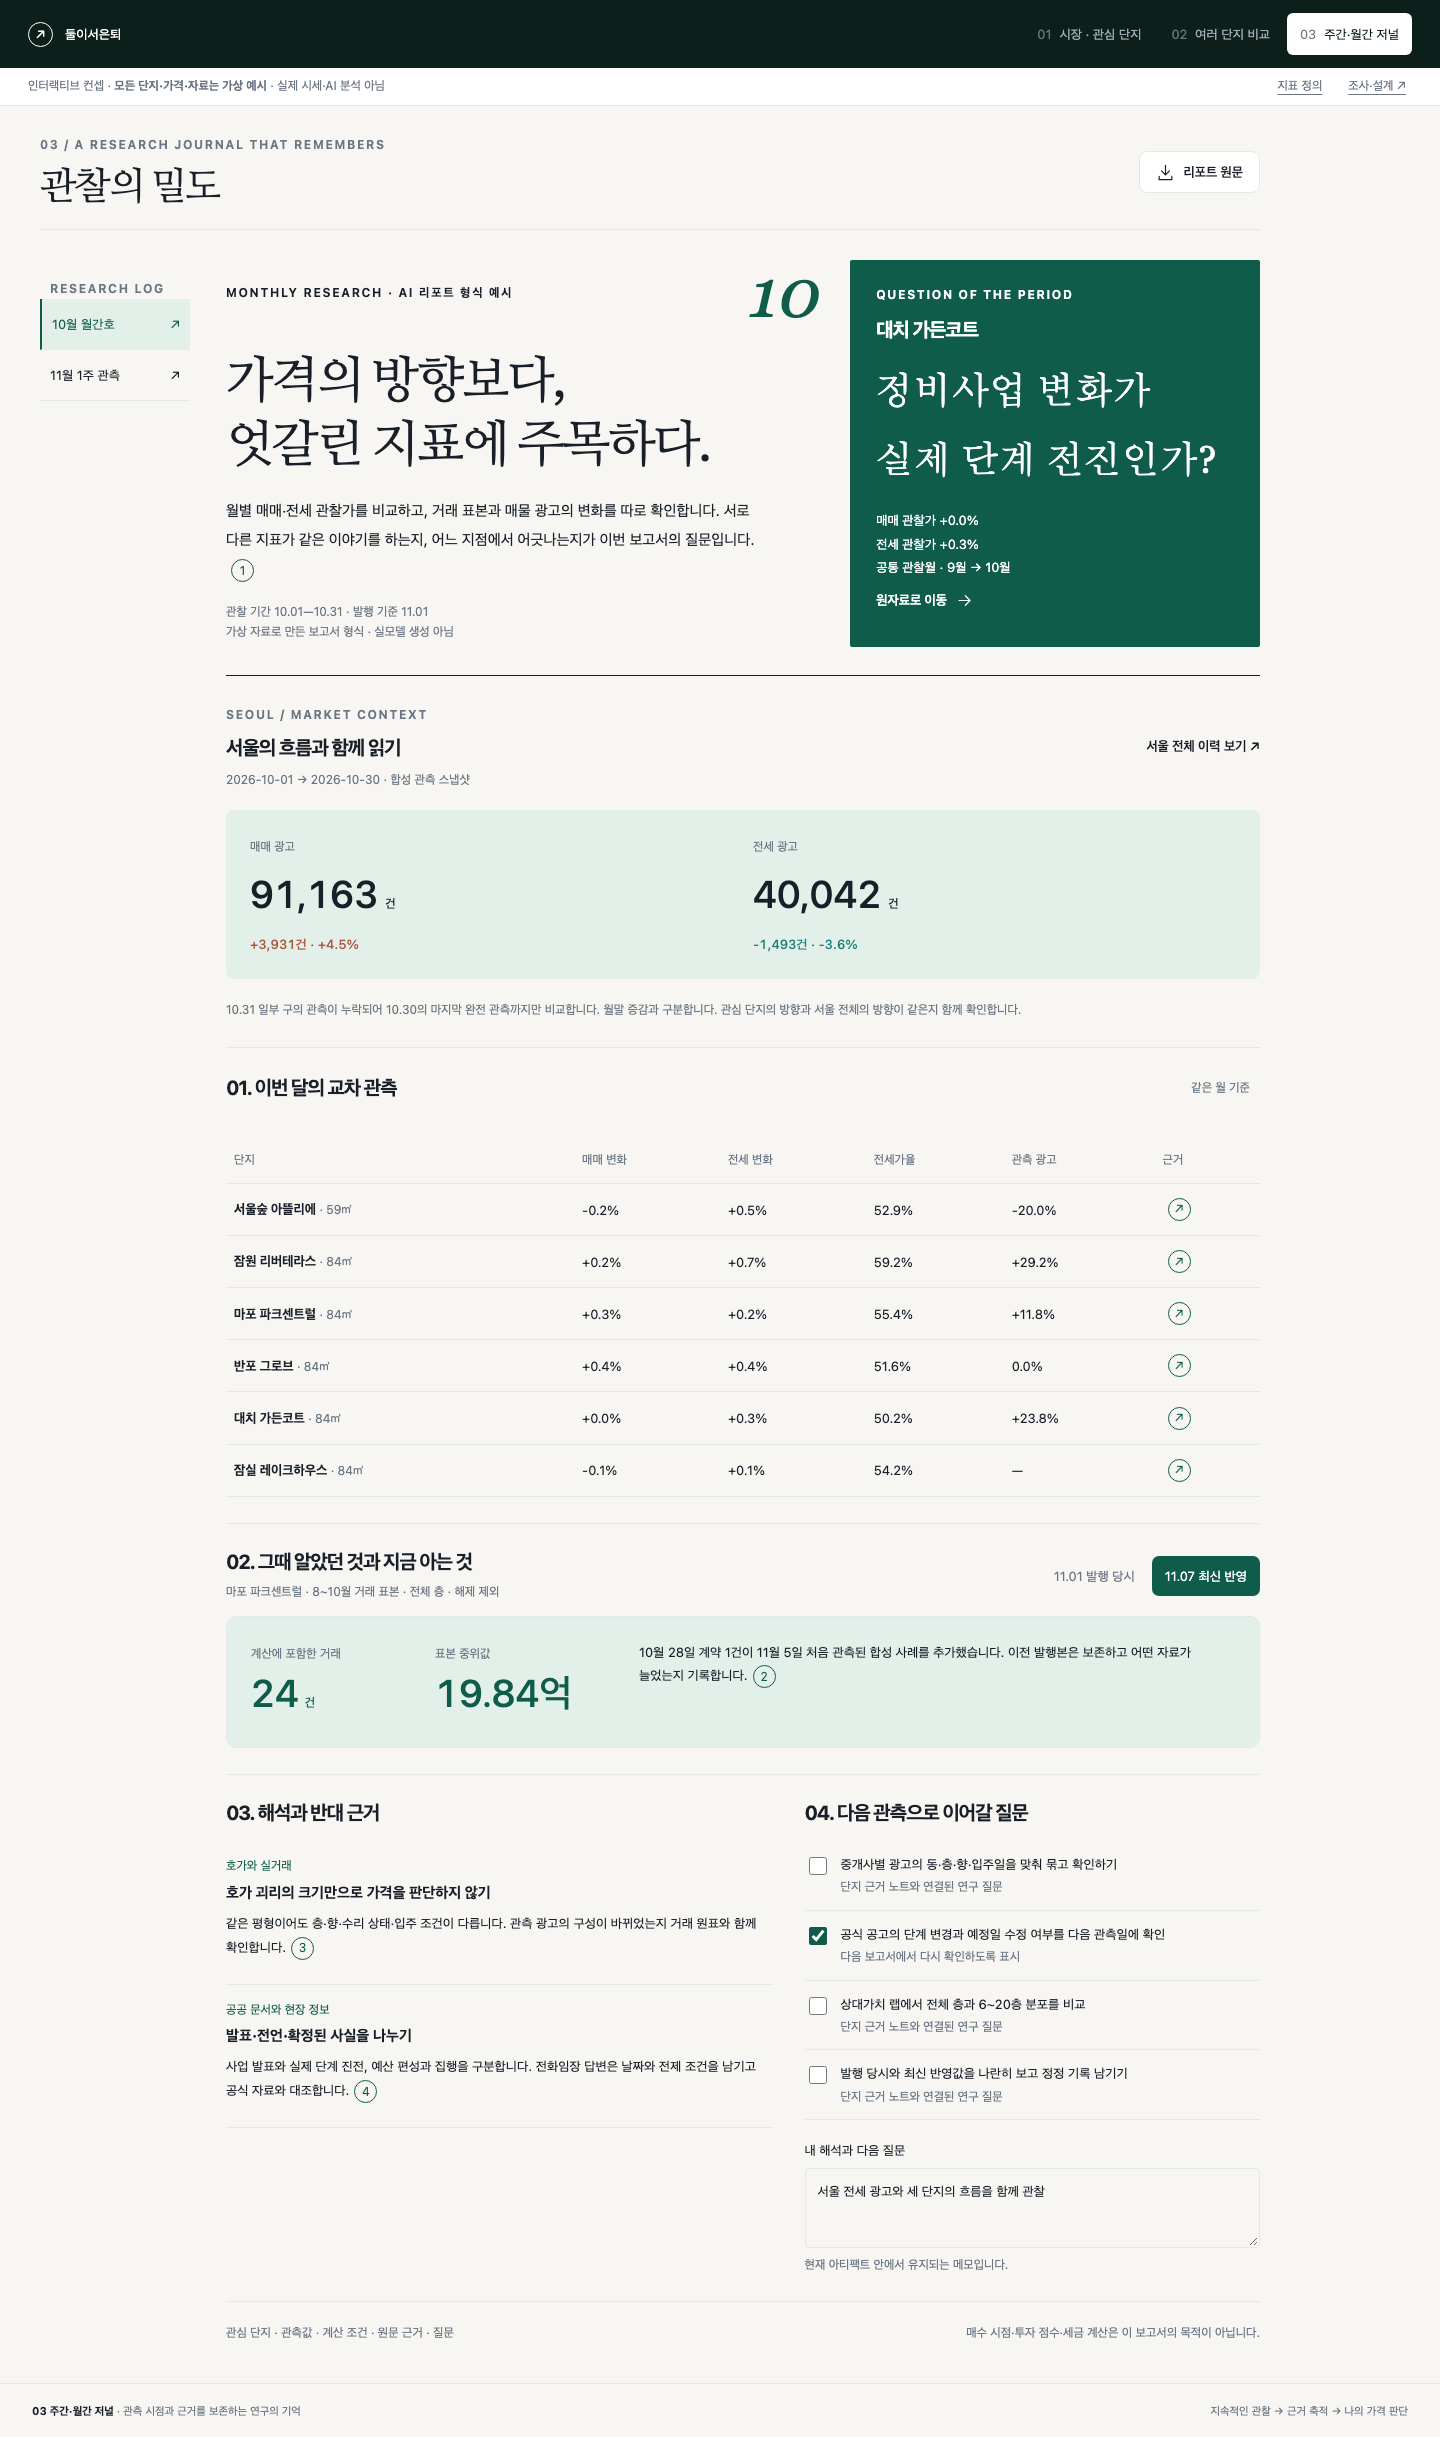 둘이서은퇴
01 시장 · 관심 단지
02 여러 단지 비교
03 주간·월간 저널
인터랙티브 컨셉 · 모든 단지·가격·자료는 가상 예시 · 실제 시세·AI 분석 아님
지표 정의
조사·설계 ↗
03 / A RESEARCH JOURNAL THAT REMEMBERS
관찰의 밀도
리포트 원문
RESEARCH LOG
10월 월간호 ↗
11월 1주 관측 ↗
MONTHLY RESEARCH · AI 리포트 형식 예시
10
가격의 방향보다,
엇갈린 지표에 주목하다.
월별 매매·전세 관찰가를 비교하고, 거래 표본과 매물 광고의 변화를 따로 확인합니다. 서로
다른 지표가 같은 이야기를 하는지, 어느 지점에서 어긋나는지가 이번 보고서의 질문입니다.
1
관찰 기간 10.01—10.31 · 발행 기준 11.01
가상 자료로 만든 보고서 형식 · 실모델 생성 아님
QUESTION OF THE PERIOD
대치 가든코트
정비사업 변화가
실제 단계 전진인가?
매매 관찰가 +0.0%
전세 관찰가 +0.3%
공통 관찰월 · 9월 → 10월
원자료로 이동 →
SEOUL / MARKET CONTEXT
서울의 흐름과 함께 읽기
서울 전체 이력 보기 ↗
2026-10-01 → 2026-10-30 · 합성 관측 스냅샷
매매 광고
91,163 건
+3,931건 · +4.5%
전세 광고
40,042 건
-1,493건 · -3.6%
10.31 일부 구의 관측이 누락되어 10.30의 마지막 완전 관측까지만 비교합니다. 월말 증감과 구분합니다. 관심 단지의 방향과 서울 전체의 방향이 같은지 함께 확인합니다.
01. 이번 달의 교차 관측
같은 월 기준
단지 매매 변화 전세 변화 전세가율 관측 광고 근거
서울숲 아뜰리에 · 59㎡ -0.2% +0.5% 52.9% -20.0% ↗
잠원 리버테라스 · 84㎡ +0.2% +0.7% 59.2% +29.2% ↗
마포 파크센트럴 · 84㎡ +0.3% +0.2% 55.4% +11.8% ↗
반포 그로브 · 84㎡ +0.4% +0.4% 51.6% 0.0% ↗
대치 가든코트 · 84㎡ +0.0% +0.3% 50.2% +23.8% ↗
잠실 레이크하우스 · 84㎡ -0.1% +0.1% 54.2% — ↗
02. 그때 알았던 것과 지금 아는 것
마포 파크센트럴 · 8~10월 거래 표본 · 전체 층 · 해제 제외
11.01 발행 당시
11.07 최신 반영
계산에 포함한 거래
24 건
표본 중위값
19.84억
10월 28일 계약 1건이 11월 5일 처음 관측된 합성 사례를 추가했습니다. 이전 발행본은 보존하고 어떤 자료가
늘었는지 기록합니다. 2
03. 해석과 반대 근거
호가와 실거래
호가 괴리의 크기만으로 가격을 판단하지 않기
같은 평형이어도 층·향·수리 상태·입주 조건이 다릅니다. 관측 광고의 구성이 바뀌었는지 거래 원표와 함께
확인합니다. 3
공공 문서와 현장 정보
발표·전언·확정된 사실을 나누기
사업 발표와 실제 단계 진전, 예산 편성과 집행을 구분합니다. 전화임장 답변은 날짜와 전제 조건을 남기고
공식 자료와 대조합니다. 4
04. 다음 관측으로 이어갈 질문
중개사별 광고의 동·층·향·입주일을 맞춰 묶고 확인하기
단지 근거 노트와 연결된 연구 질문
공식 공고의 단계 변경과 예정일 수정 여부를 다음 관측일에 확인
다음 보고서에서 다시 확인하도록 표시
상대가치 랩에서 전체 층과 6~20층 분포를 비교
단지 근거 노트와 연결된 연구 질문
발행 당시와 최신 반영값을 나란히 보고 정정 기록 남기기
단지 근거 노트와 연결된 연구 질문
내 해석과 다음 질문
서울 전세 광고와 세 단지의 흐름을 함께 관찰
현재 아티팩트 안에서 유지되는 메모입니다.
관심 단지 · 관측값 · 계산 조건 · 원문 근거 · 질문
매수 시점·투자 점수·세금 계산은 이 보고서의 목적이 아닙니다.
03 주간·월간 저널 · 관측 시점과 근거를 보존하는 연구의 기억
지속적인 관찰 → 근거 축적 → 나의 가격 판단